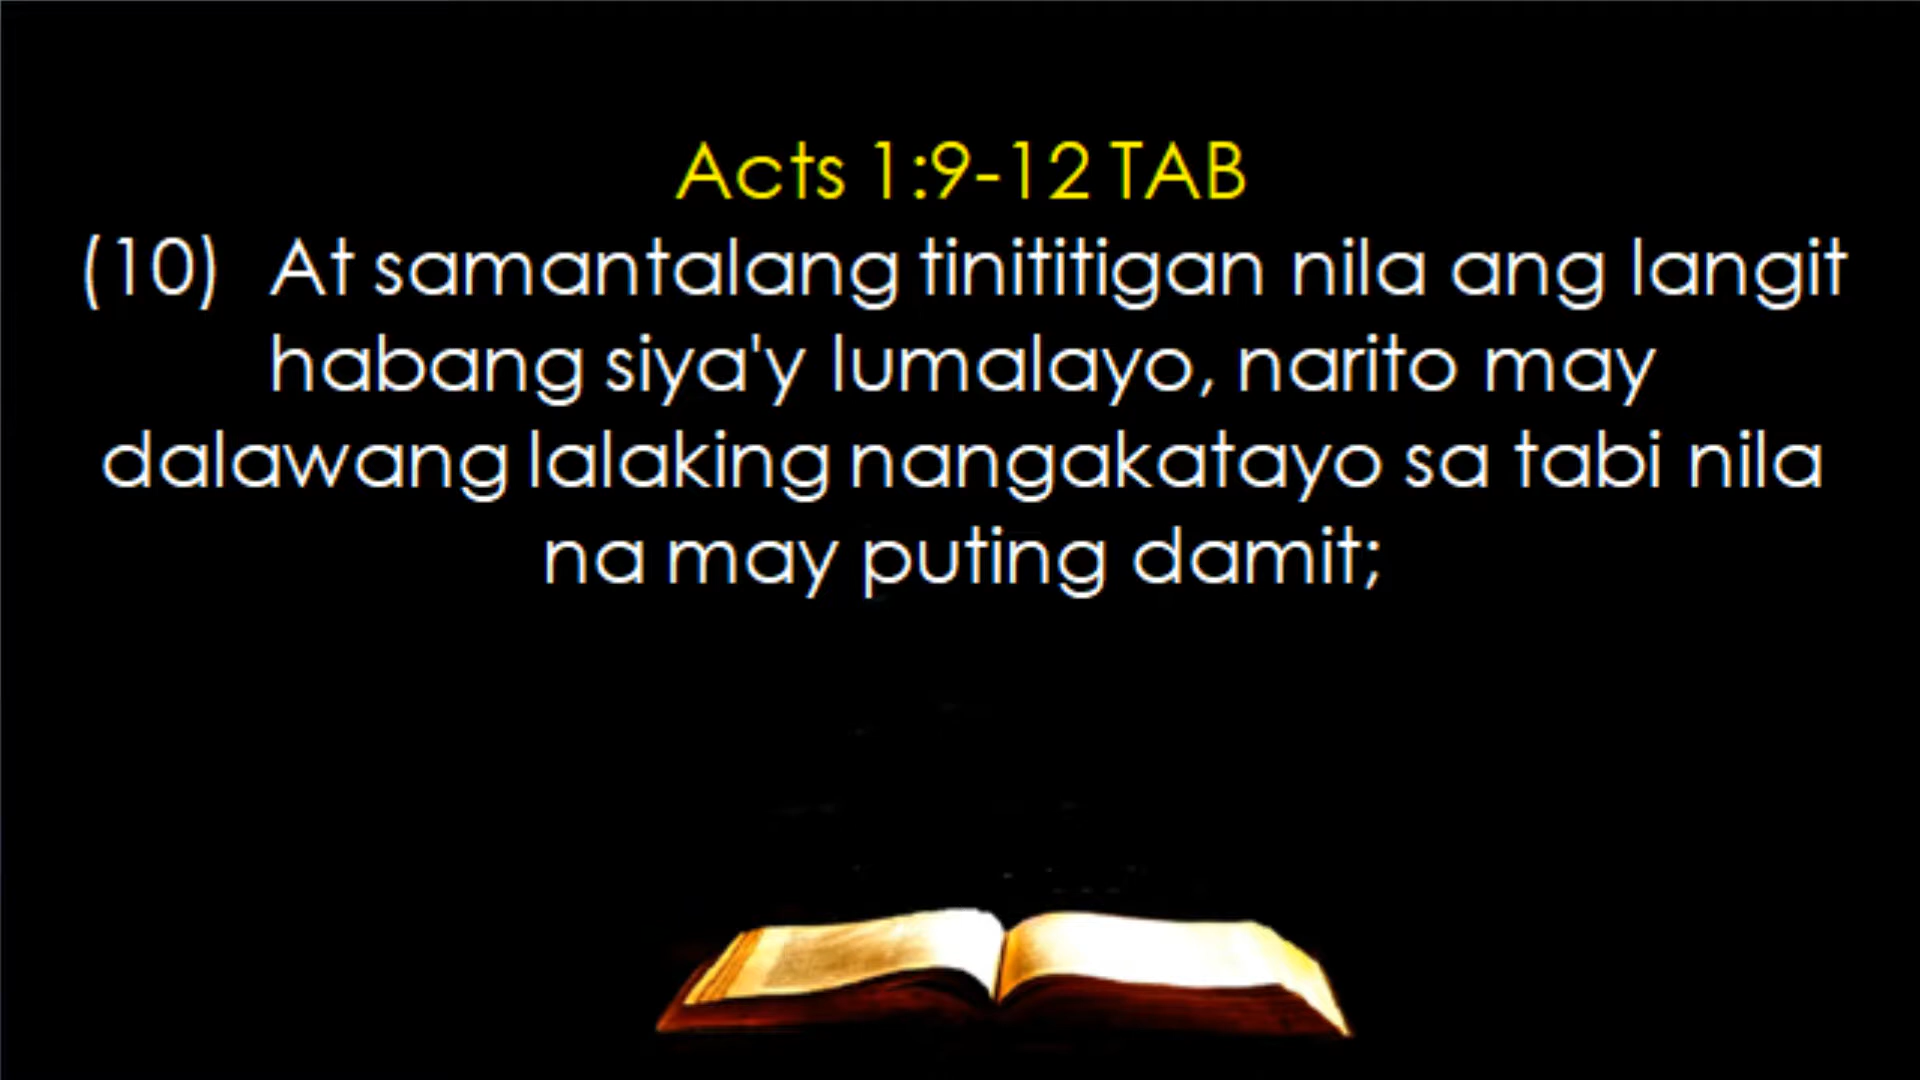 Acts 1:9-12 TAB
(10) At samantalang tinititigan nila ang langit
habang siya'y lumalayo, narito may
dalawang lalaking nangakatayo sa tabi nila
na may puting damit;